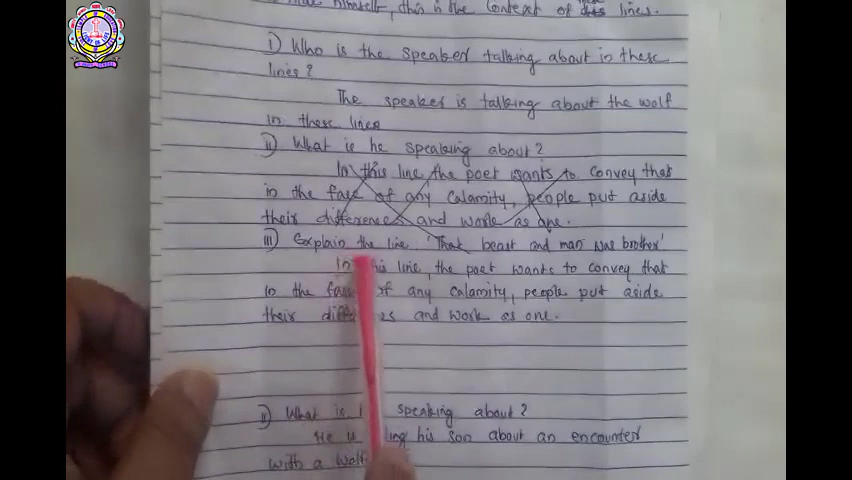 himself, this is the context of lines.
i) Who is the speaker talking about in these
lines?
The speaker is talking about the wolf
in these lines
ii) What is he speaking about?
In this line the poet wants to convey that
in the face of any calamity, people put aside
their differences and work as one.
iii) Explain the line 'That beast and man was brother'
In this line, the poet wants to convey that
in the face of any calamity, people put aside
their and work as one.
ii) What is speaking about?
He is his son about an encounter
with a